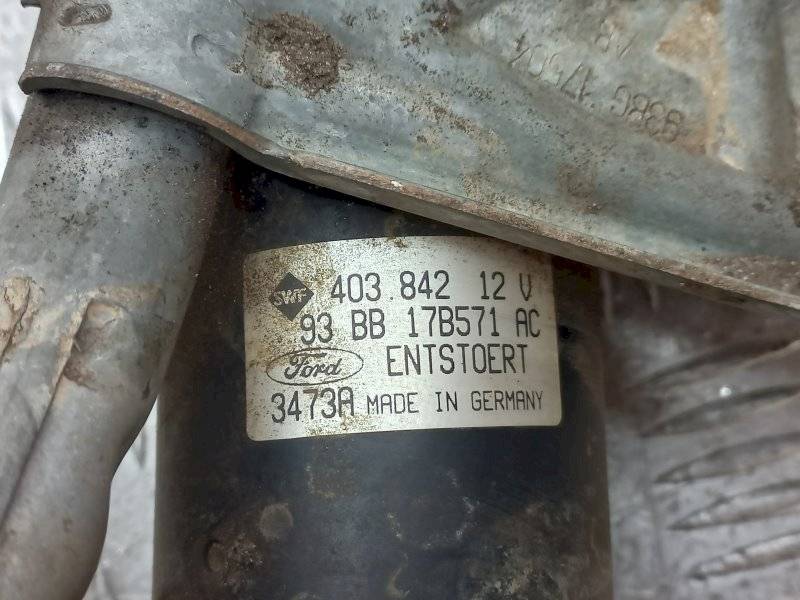 SWF 403.842 12 V
93 BB 17B571 AC
Ford ENTSTOERT
3473A MADE IN GERMANY